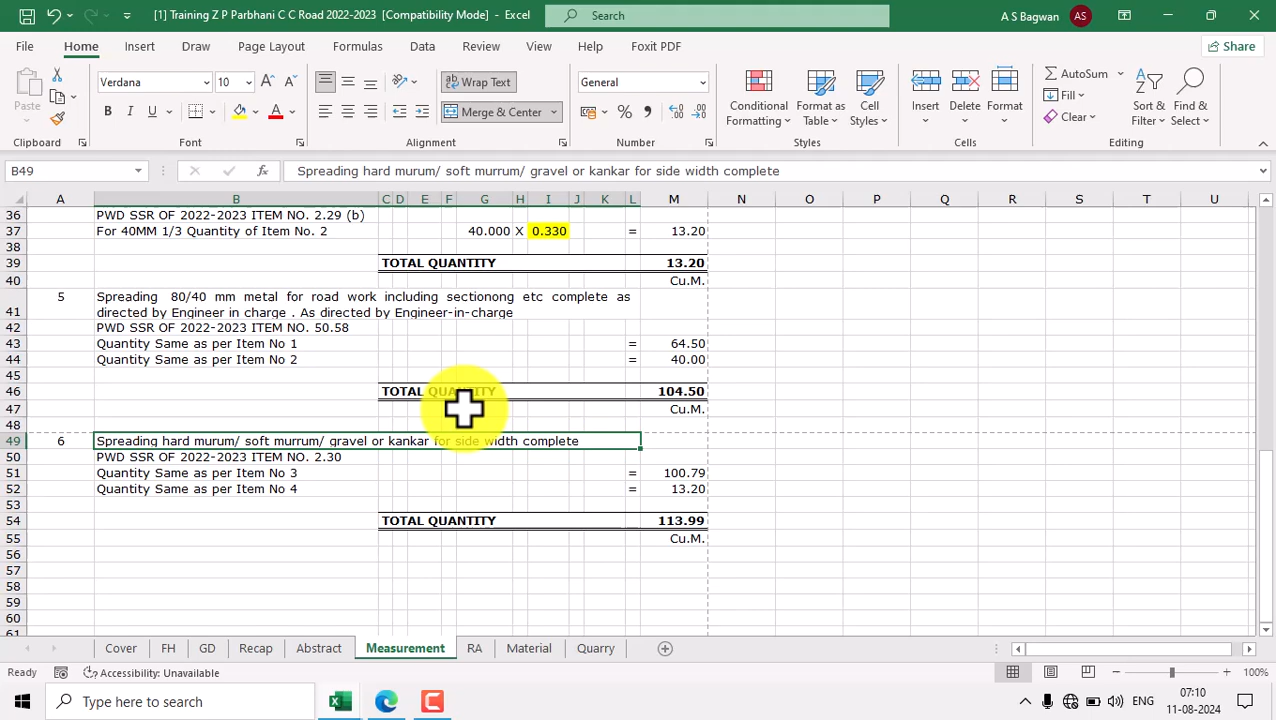 [1] Training Z P Parbhani C C Road 2022-2023 [Compatibility Mode] - Excel
Search
A S Bagwan
AS
File Home Insert Draw Page Layout Formulas Data Review View Help Foxit PDF
Share
Verdana 10
Wrap Text
General
AutoSum
Paste
B I U
Merge & Center
Conditional Formatting
Format as Table
Cell Styles
Insert
Delete
Format
Fill
Clear
Sort & Filter
Find & Select
Clipboard Font Alignment Number Styles Cells Editing
B49
Spreading hard murum/ soft murrum/ gravel or kankar for side width complete
A B C D E F G H I J K L M N O P Q R S T U
36 PWD SSR OF 2022-2023 ITEM NO. 2.29 (b)
37 For 40MM 1/3 Quantity of Item No. 2 40.000 X 0.330 = 13.20
38
39 TOTAL QUANTITY 13.20
40 Cu.M.
5 Spreading 80/40 mm metal for road work including sectionong etc complete as
41 directed by Engineer in charge . As directed by Engineer-in-charge
42 PWD SSR OF 2022-2023 ITEM NO. 50.58
43 Quantity Same as per Item No 1 = 64.50
44 Quantity Same as per Item No 2 = 40.00
45
46 TOTAL QUANTITY 104.50
47 Cu.M.
48
49 6 Spreading hard murum/ soft murrum/ gravel or kankar for side width complete
50 PWD SSR OF 2022-2023 ITEM NO. 2.30
51 Quantity Same as per Item No 3 = 100.79
52 Quantity Same as per Item No 4 = 13.20
53
54 TOTAL QUANTITY 113.99
55 Cu.M.
56
57
58
59
60
61
Cover FH GD Recap Abstract Measurement RA Material Quarry
Ready Accessibility: Unavailable 100%
Type here to search
ENG
07:10
11-08-2024